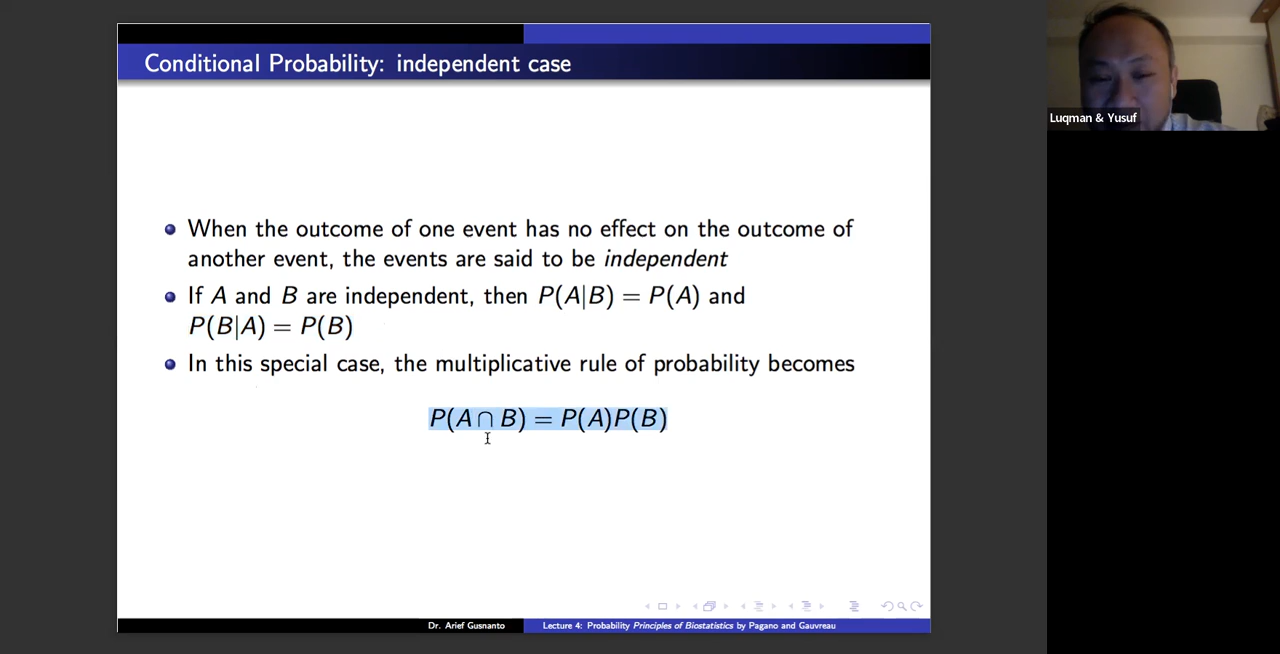 Conditional Probability: independent case
Luqman & Yusuf
When the outcome of one event has no effect on the outcome of
another event, the events are said to be independent
If A and B are independent, then P(A|B) = P(A) and
P(B|A) = P(B)
In this special case, the multiplicative rule of probability becomes
P(A ∩ B) = P(A)P(B)
Dr. Arief Gusnanto
Lecture 4: Probability Principles of Biostatistics by Pagano and Gauvreau